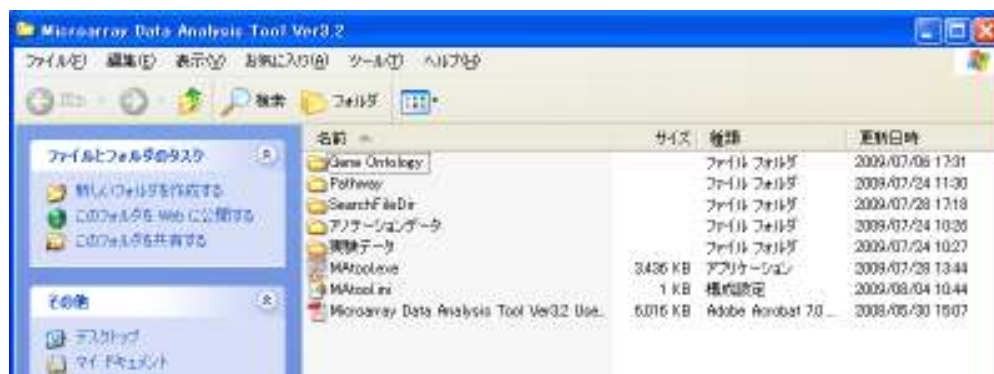 Microarray Data Analysis Tool Ver3.2
ファイル(F) 編集(E) 表示(V) お気に入り(A) ツール(T) ヘルプ(H)
戻る 検索 フォルダ
名前 サイズ 種類 更新日時
ファイルとフォルダのタスク
新しいフォルダを作成する
このフォルダを Web に公開する
このフォルダを共有する
その他
デスクトップ
マイ ドキュメント
Gene Ontology ファイル フォルダ 2009/07/06 17:31
Pathway ファイル フォルダ 2009/07/24 11:30
SearchFileDir ファイル フォルダ 2009/07/28 17:18
アノテーションデータ ファイル フォルダ 2009/07/24 10:26
実験データ ファイル フォルダ 2009/07/24 10:27
MAtool.exe 3,436 KB アプリケーション 2009/07/29 13:44
MAtool.ini 1 KB 構成設定 2009/08/04 10:44
Microarray Data Analysis Tool Ver3.2 Use... 6,016 KB Adobe Acrobat 7.0 ... 2008/05/30 15:07